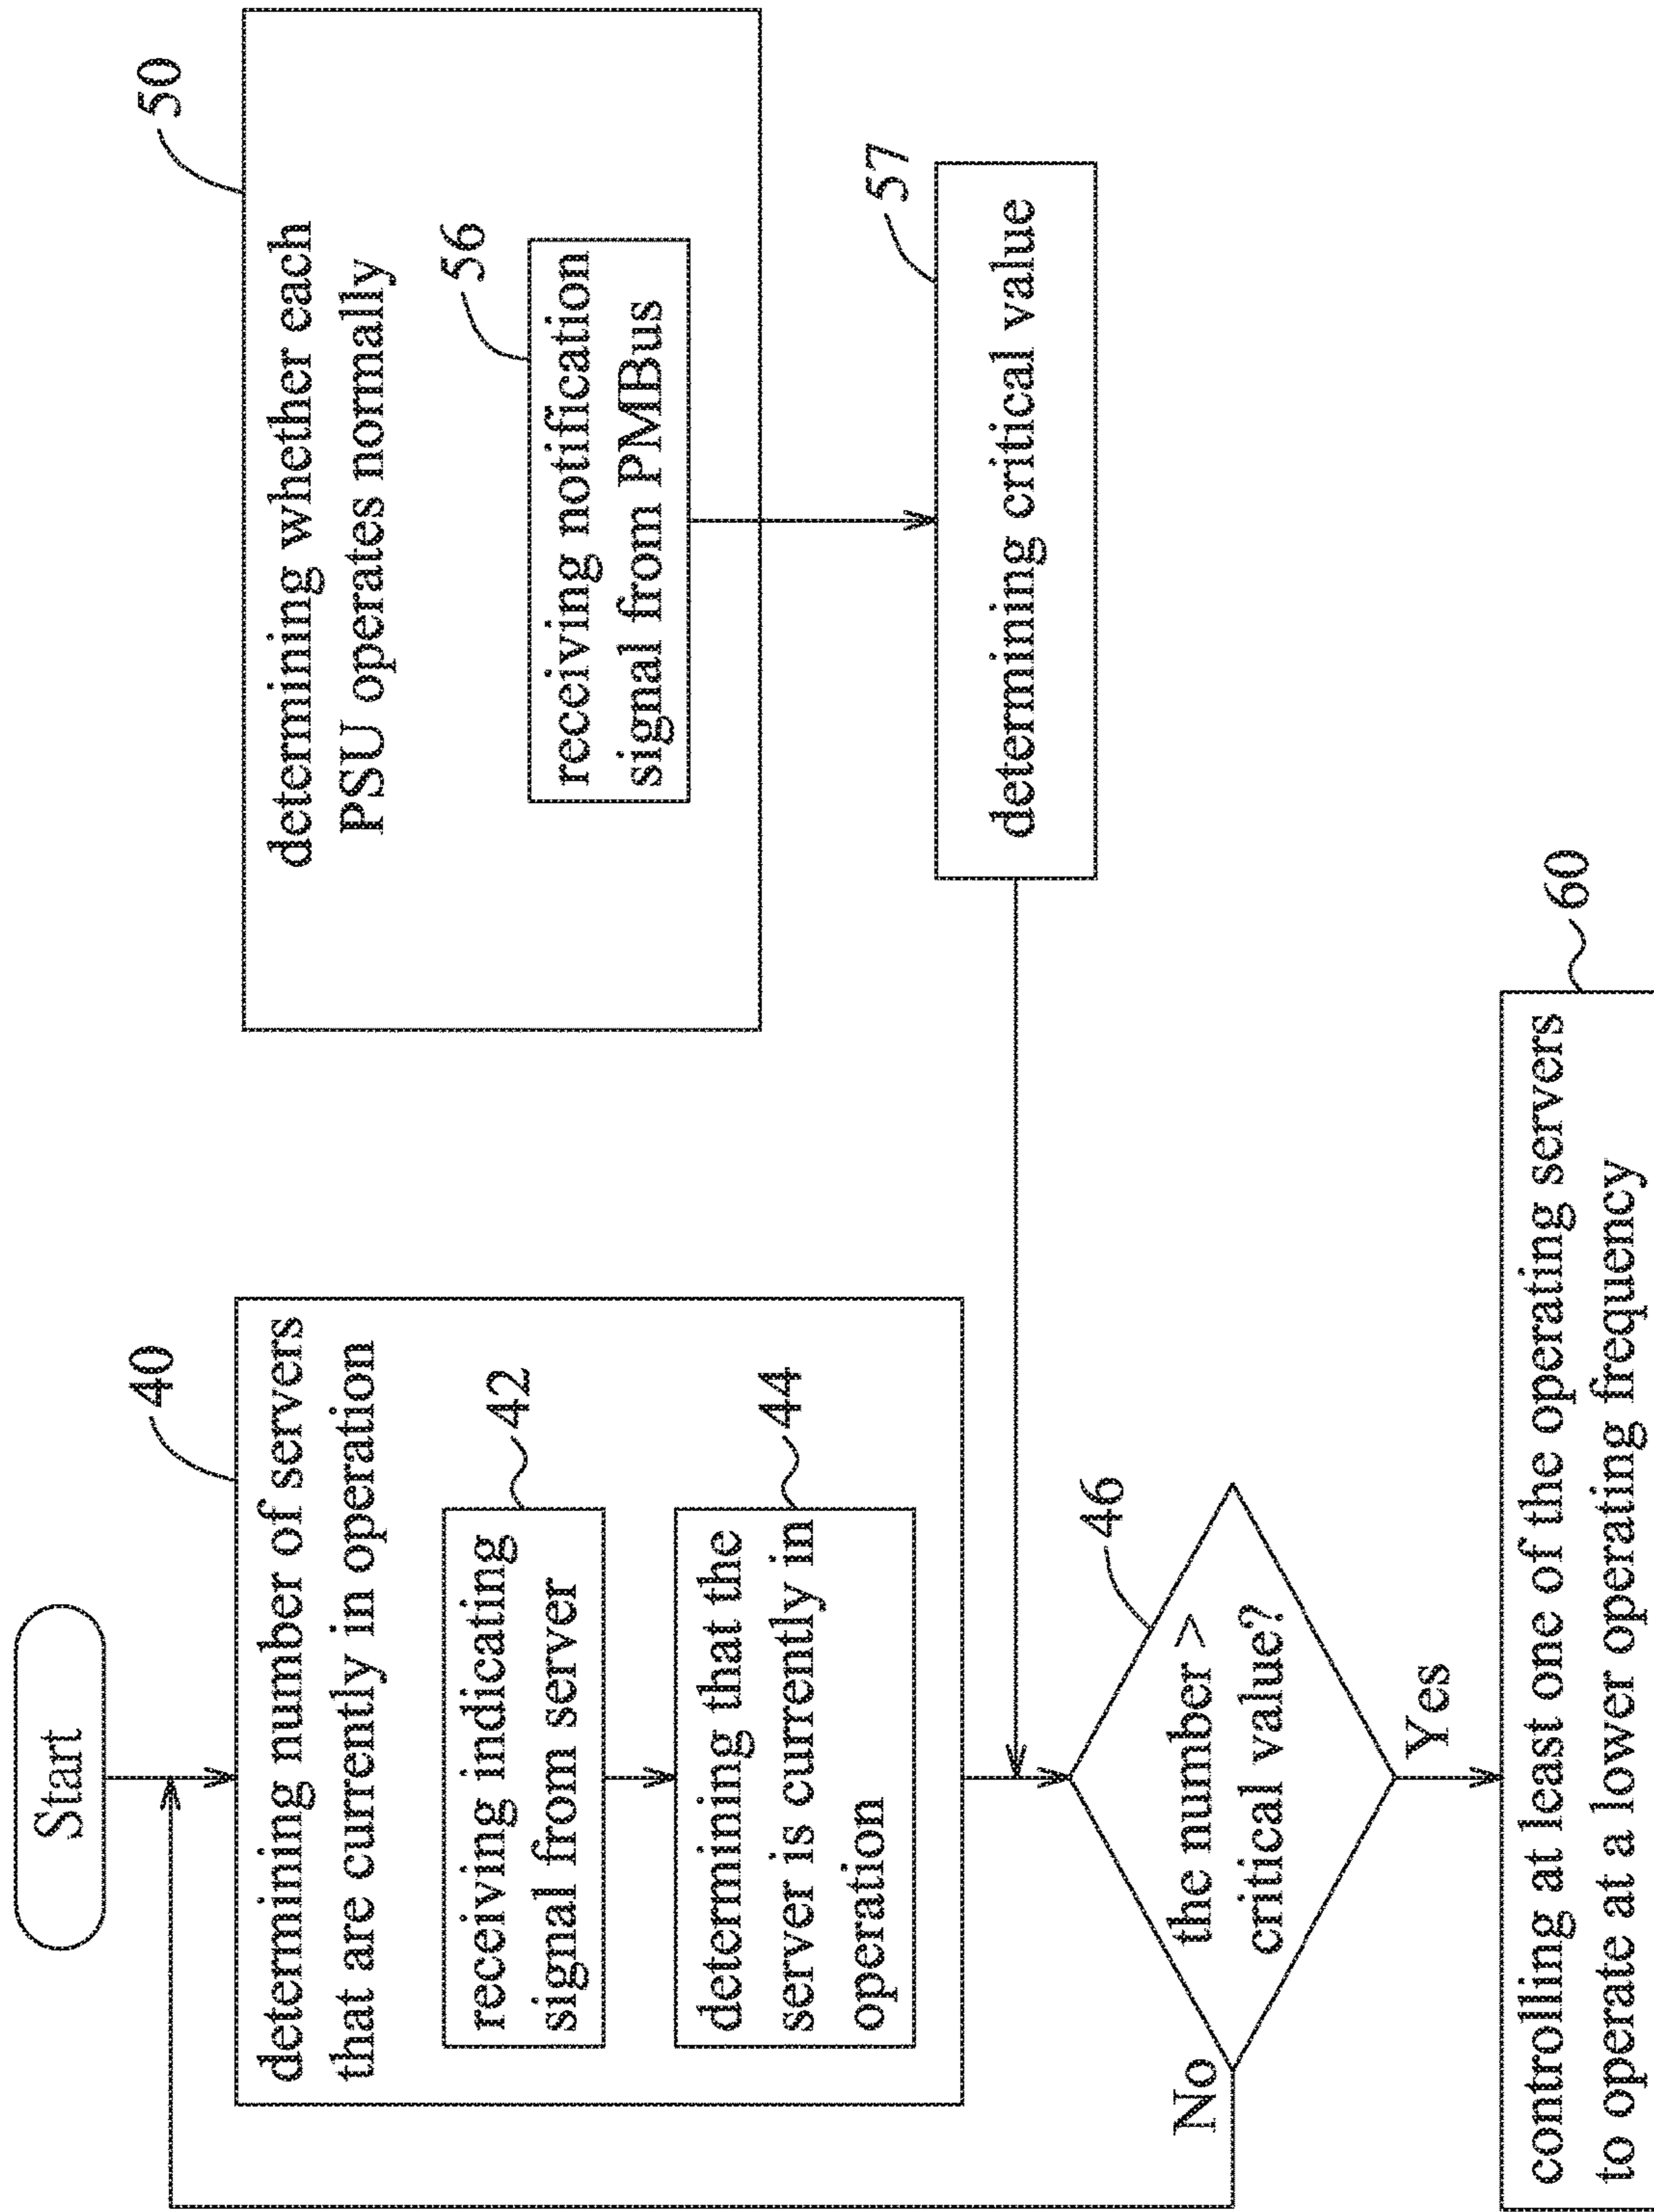 Start
40
determining number of servers
that are currently in operation
42
receiving indicating
signal from server
44
determining that the
server is currently in
operation
50
determining whether each
PSU operates normally
56
receiving notification
signal from PMBus
57
determining critical value
46
the number >
critical value?
No
Yes
60
controlling at least one of the operating servers
to operate at a lower operating frequency